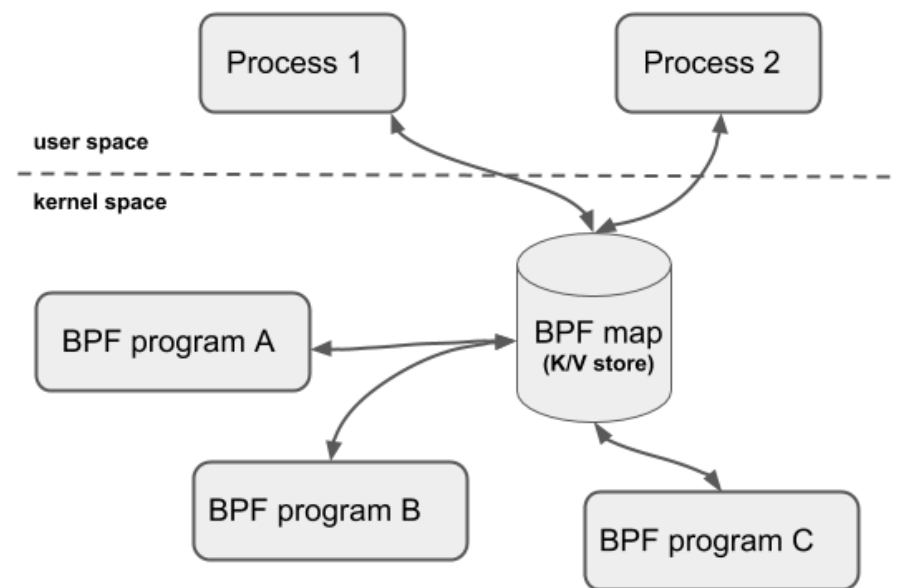 Process 1
Process 2
user space
kernel space
BPF program A
BPF map
(K/V store)
BPF program B
BPF program C